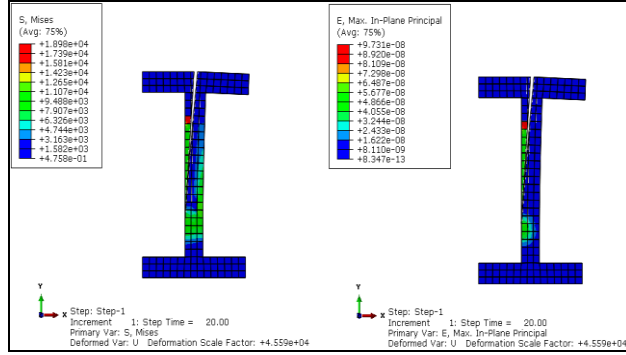 S, Mises
(Avg: 75%)
+1.898e+04
+1.739e+04
+1.581e+04
+1.423e+04
+1.265e+04
+1.107e+04
+9.488e+03
+7.907e+03
+6.326e+03
+4.744e+03
+3.163e+03
+1.582e+03
+4.758e-01
Y
X
Step: Step-1
Increment 1: Step Time = 20.00
Primary Var: S, Mises
Deformed Var: U Deformation Scale Factor: +4.559e+04
E, Max. In-Plane Principal
(Avg: 75%)
+9.731e-08
+8.920e-08
+8.109e-08
+7.298e-08
+6.487e-08
+5.677e-08
+4.866e-08
+4.055e-08
+3.244e-08
+2.433e-08
+1.622e-08
+8.110e-09
+8.347e-13
Y
X
Step: Step-1
Increment 1: Step Time = 20.00
Primary Var: E, Max. In-Plane Principal
Deformed Var: U Deformation Scale Factor: +4.559e+04